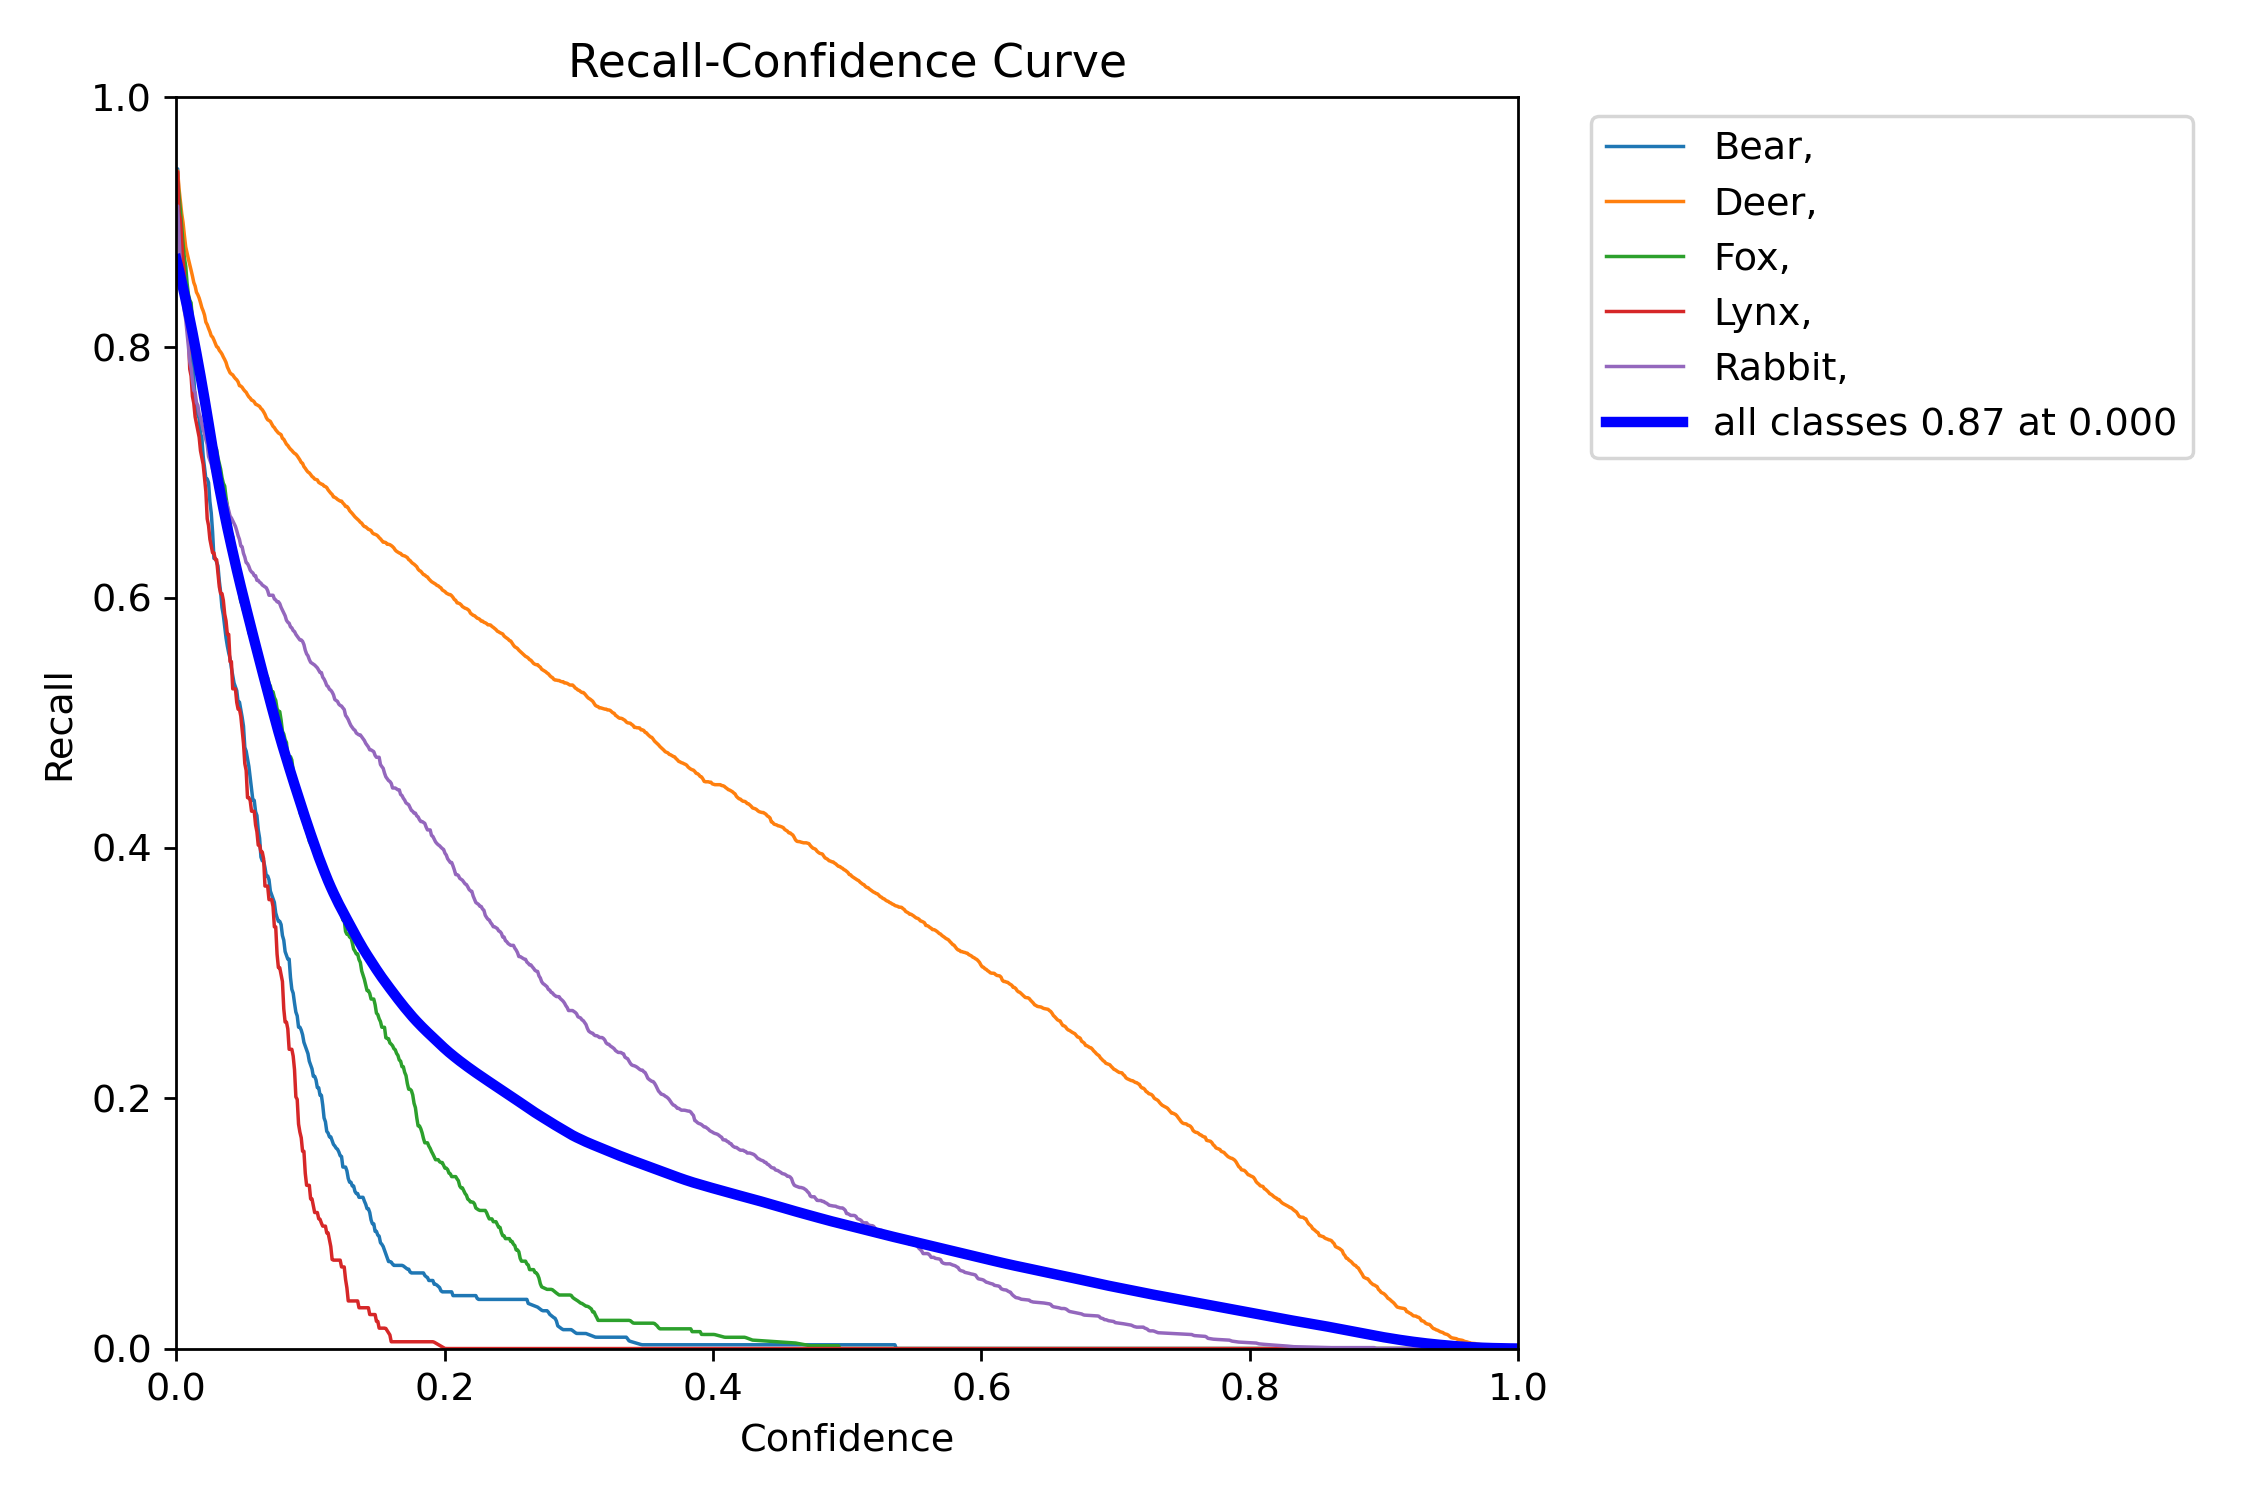 Recall-Confidence Curve
1.0
0.8
0.6
0.4
0.2
0.0
Recall
0.0 0.2 0.4 0.6 0.8 1.0
Confidence
Bear,
Deer,
Fox,
Lynx,
Rabbit,
all classes 0.87 at 0.000